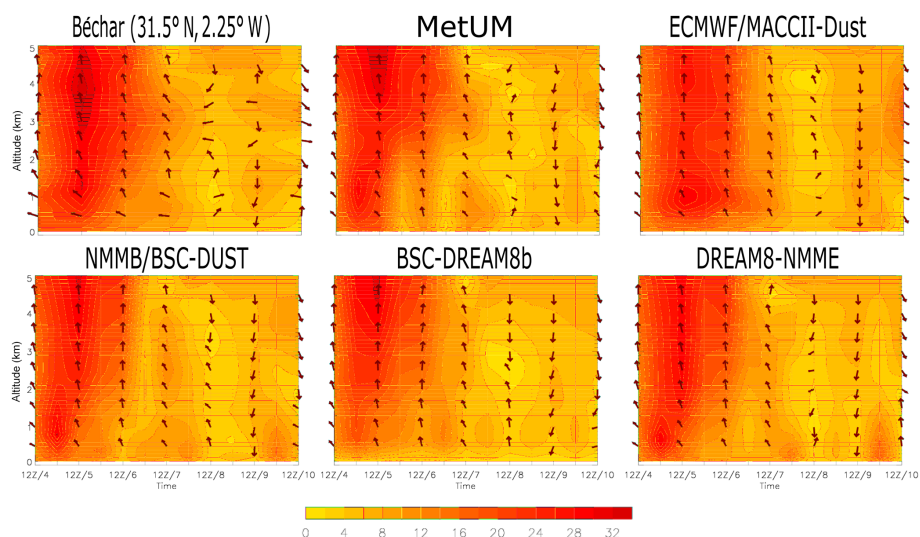 Béchar (31.5º N, 2.25º W)
MetUM
ECMWF/MACCII-Dust
Altitude (km)
5
4
3
2
1
0
NMMB/BSC-DUST
BSC-DREAM8b
DREAM8-NMME
Altitude (km)
5
4
3
2
1
0
12Z/4 12Z/5 12Z/6 12Z/7 12Z/8 12Z/9 12Z/10
Time
12Z/4 12Z/5 12Z/6 12Z/7 12Z/8 12Z/9 12Z/10
Time
12Z/4 12Z/5 12Z/6 12Z/7 12Z/8 12Z/9 12Z/10
Time
0 4 8 12 16 20 24 28 32